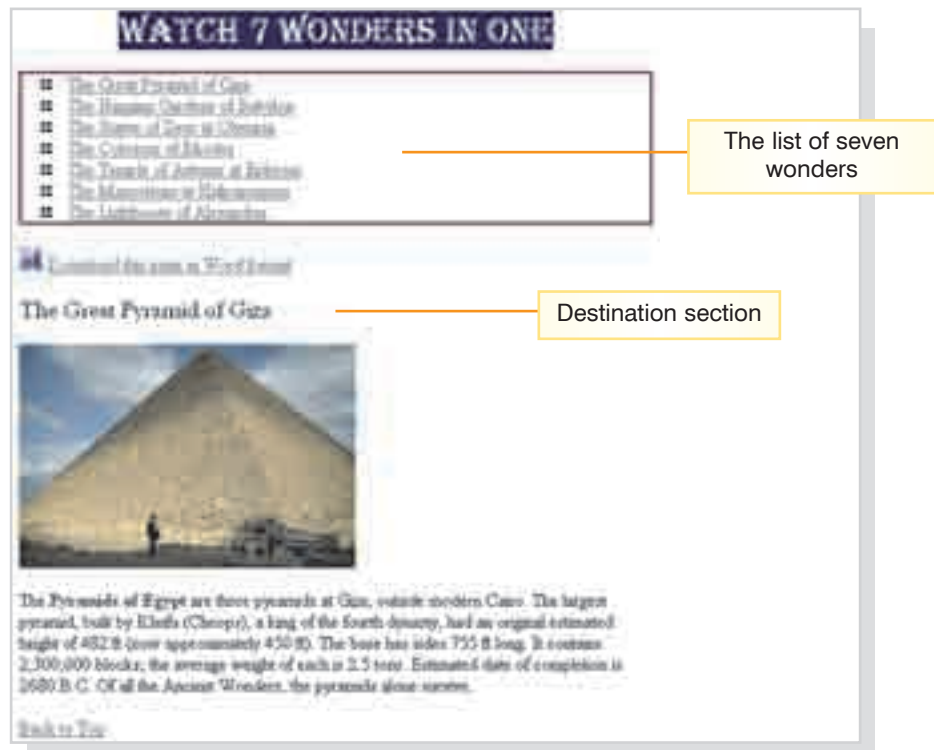 WATCH 7 WONDERS IN ONE
The Great Pyramid of Giza
The Hanging Gardens of Babylon
The Statue of Zeus at Olympia
The Colossus of Rhodes
The Temple of Artemis at Ephesus
The Mausoleum at Halicarnassus
The Lighthouse of Alexandria
The list of seven
wonders
Download this page in Word format
The Great Pyramid of Giza
Destination section
The Pyramids of Egypt are three pyramids at Giza, outside modern Cairo. The largest
pyramid, built by Khufu (Cheops), a king of the fourth dynasty, had an original estimated
height of 482 ft (now approximately 450 ft). The base has sides 755 ft long. It contains
2,300,000 blocks; the average weight of each is 2.5 tons. Estimated date of completion is
2680 B.C. Of all the Ancient Wonders, the pyramids alone survive.
Back to Top